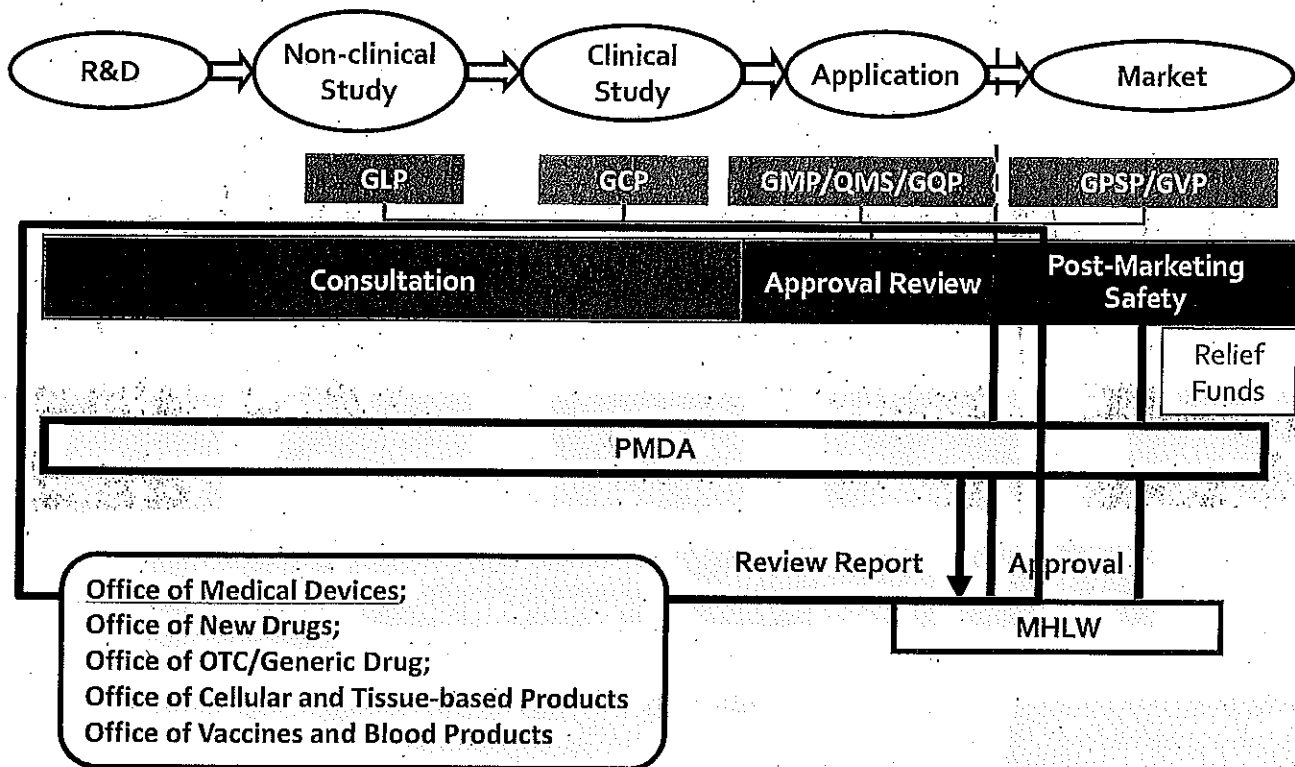 R&D
Non-clinical
Study
Clinical
Study
Application
Market
GLP
GCP
GMP/QMS/GQP
GPSP/GVP
Consultation
Approval Review
Post-Marketing
Safety
Relief
Funds
PMDA
Review Report
Approval
MHLW
Office of Medical Devices;
Office of New Drugs;
Office of OTC/Generic Drug;
Office of Cellular and Tissue-based Products
Office of Vaccines and Blood Products